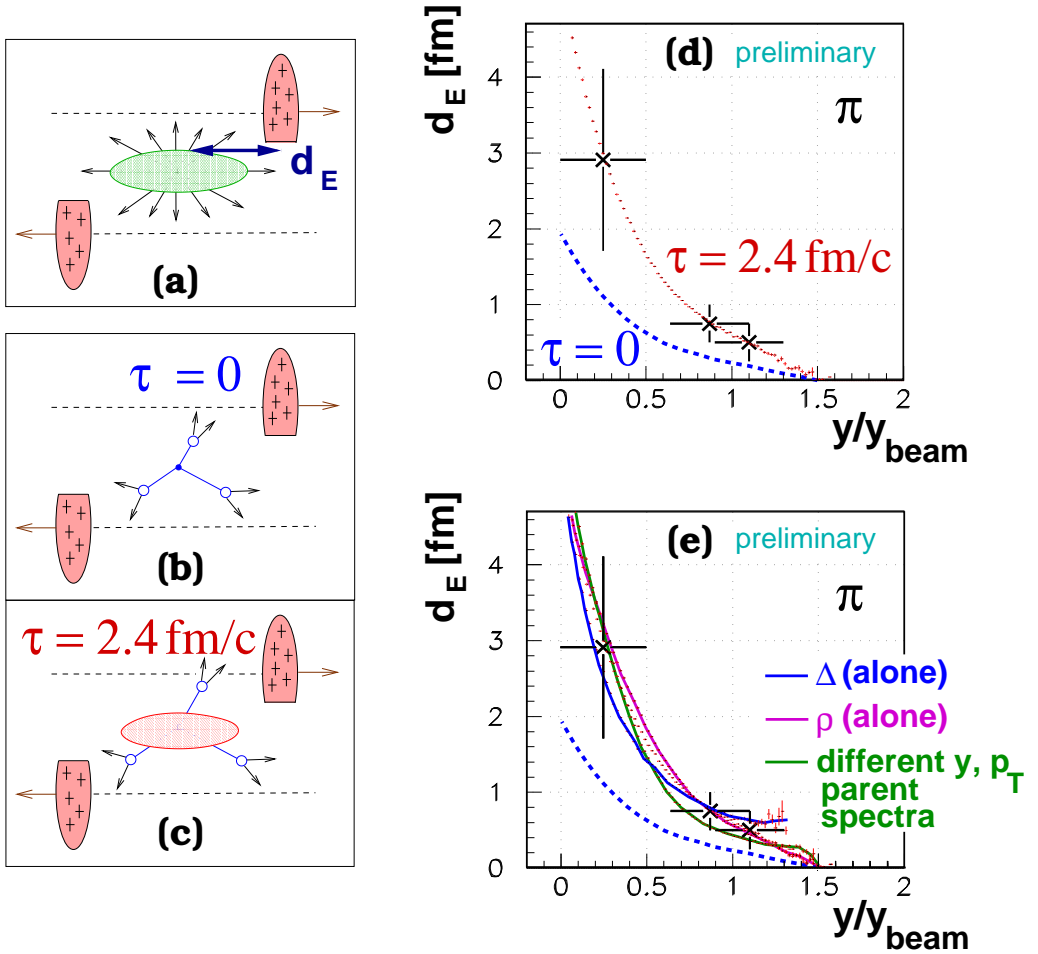 d_E
(a)
τ = 0
(b)
τ = 2.4 fm/c
(c)
d_E [fm]
(d) preliminary
π
4
3
2
1
0
τ = 2.4 fm/c
τ = 0
0 0.5 1 1.5 2
y/y_beam
d_E [fm]
(e) preliminary
π
4
3
2
1
0
Δ (alone)
ρ (alone)
different y, p_T
parent
spectra
0 0.5 1 1.5 2
y/y_beam